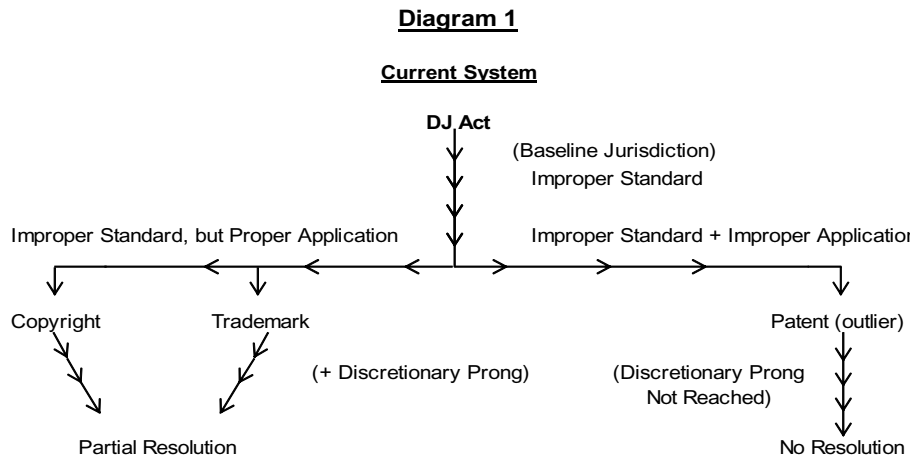 Diagram 1
Current System
DJ Act
(Baseline Jurisdiction)
Improper Standard
Improper Standard, but Proper Application
Improper Standard + Improper Application
Copyright
Trademark
Patent (outlier)
(+ Discretionary Prong)
(Discretionary Prong
Not Reached)
Partial Resolution
No Resolution